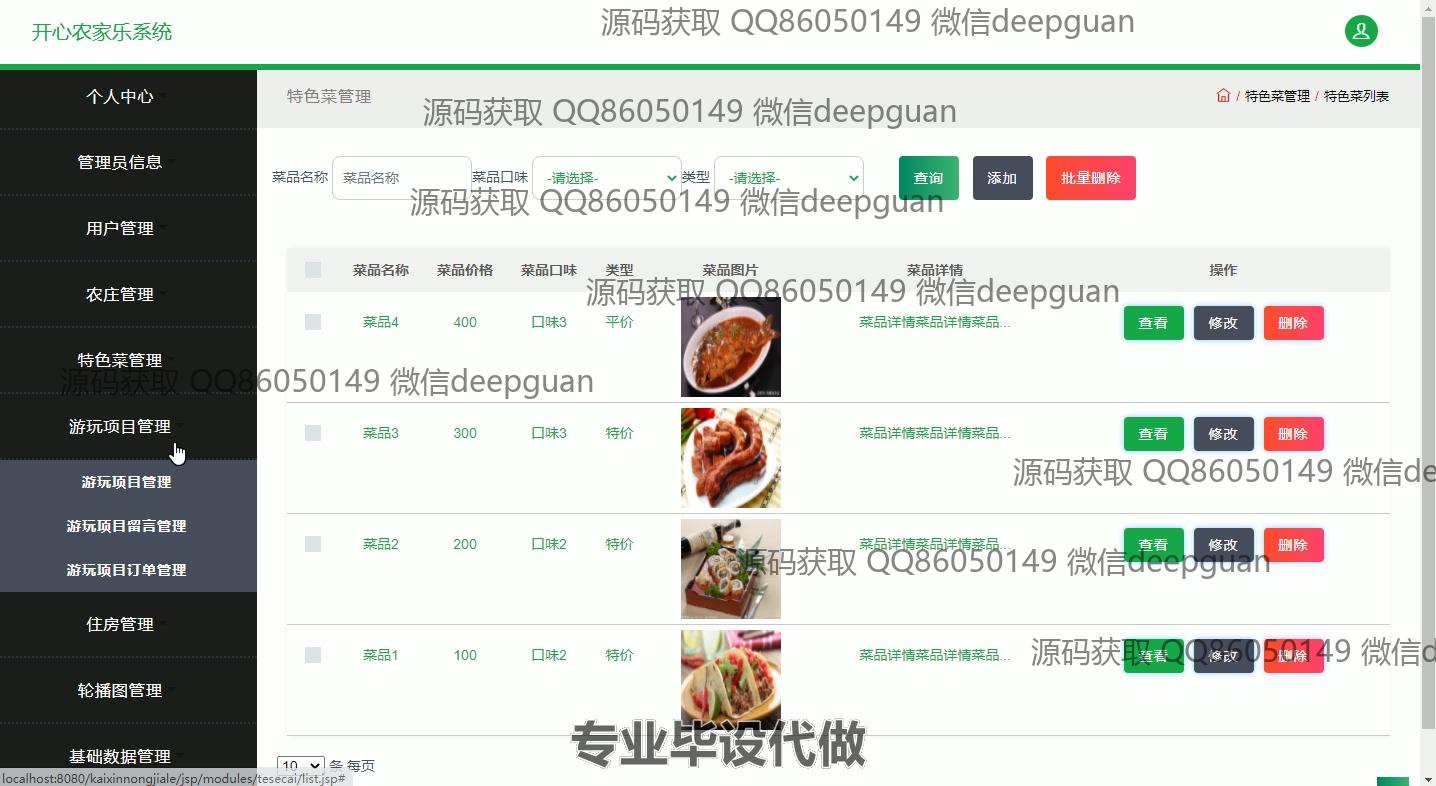 开心农家乐系统
源码获取 QQ86050149 微信deepguan
个人中心
管理员信息
用户管理
农庄管理
特色菜管理
游玩项目管理
游玩项目管理
游玩项目留言管理
游玩项目订单管理
住房管理
轮播图管理
基础数据管理
特色菜管理
/ 特色菜管理 / 特色菜列表
源码获取 QQ86050149 微信deepguan
菜品名称 菜品名称 菜品口味 -请选择- 类型 -请选择- 查询 添加 批量删除
源码获取 QQ86050149 微信deepguan
菜品名称 菜品价格 菜品口味 类型 菜品图片 菜品详情 操作
源码获取 QQ86050149 微信deepguan
菜品4 400 口味3 平价 菜品详情菜品详情菜品... 查看 修改 删除
源码获取 QQ86050149 微信deepguan
菜品3 300 口味3 特价 菜品详情菜品详情菜品... 查看 修改 删除
源码获取 QQ86050149 微信de
菜品2 200 口味2 特价 菜品详情菜品详情菜品... 查看 修改 删除
源码获取 QQ86050149 微信deepguan
菜品1 100 口味2 特价 菜品详情菜品详情菜品... 查看 修改 删除
源码获取 QQ86050149 微信d
专业毕设代做
10 条 每页
localhost:8080/kaixinnongjiale/jsp/modules/tesecai/list.jsp#